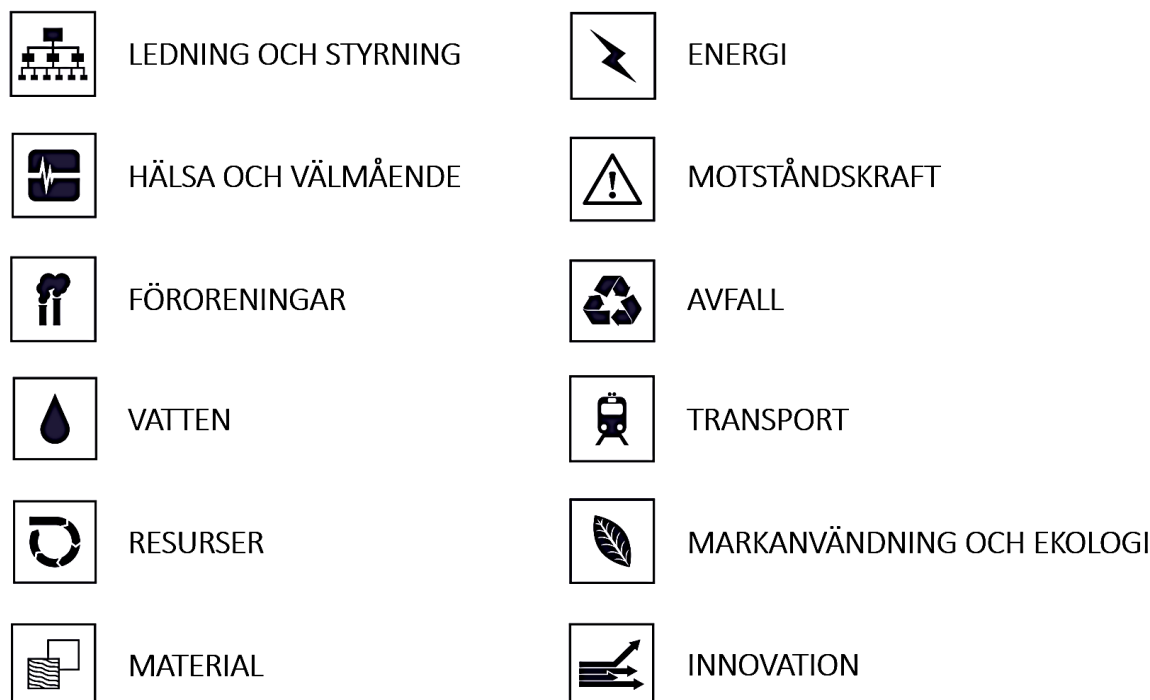 LEDNING OCH STYRNING
ENERGI
HÄLSA OCH VÄLMÅENDE
MOTSTÅNDSKRAFT
FÖRORENINGAR
AVFALL
VATTEN
TRANSPORT
RESURSER
MARKANVÄNDNING OCH EKOLOGI
MATERIAL
INNOVATION